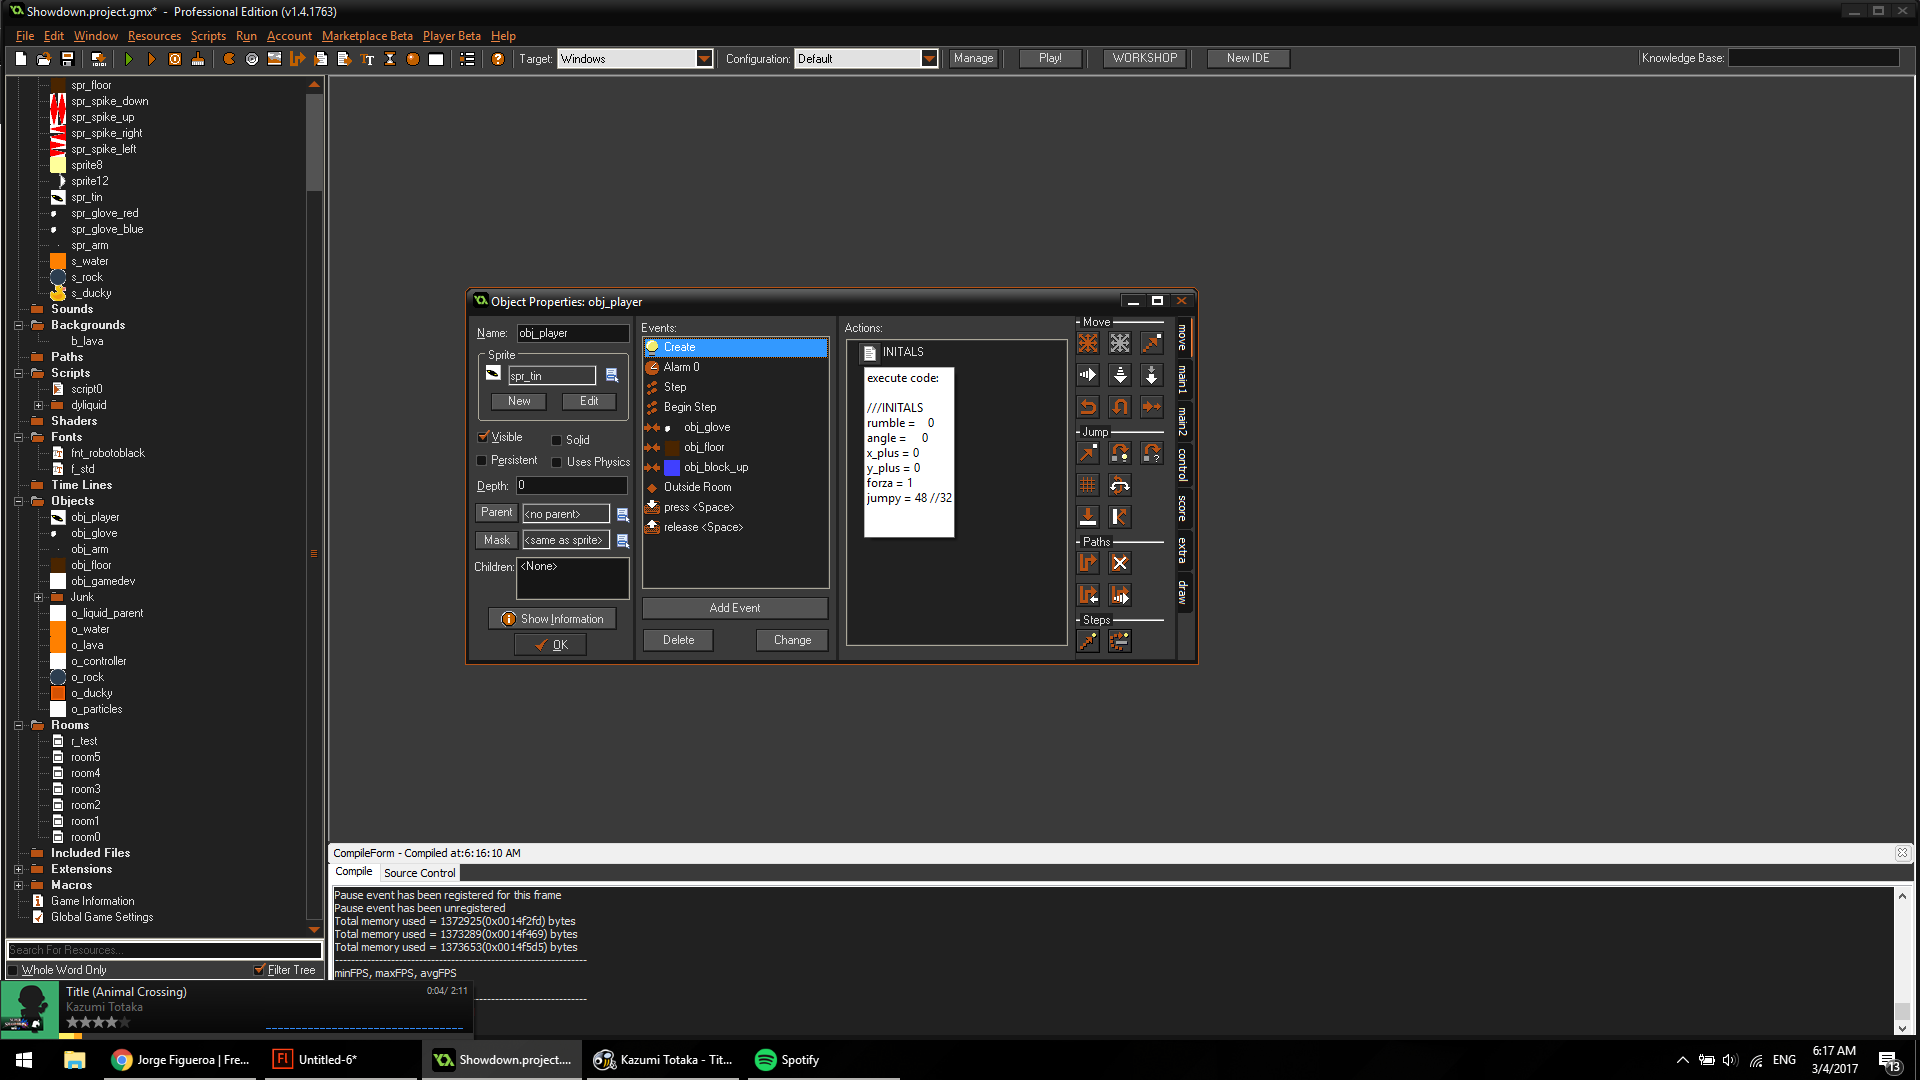 Showdown.project.gmx* - Professional Edition (v1.4.1763)
File Edit Window Resources Scripts Run Account Marketplace Beta Player Beta Help
Target: Windows Configuration: Default Manage Play! WORKSHOP New IDE Knowledge Base:
spr_floor
spr_spike_down
spr_spike_up
spr_spike_right
spr_spike_left
sprite8
sprite12
spr_tin
spr_glove_red
spr_glove_blue
spr_arm
s_water
s_rock
s_ducky
Sounds
Backgrounds
b_lava
Paths
Scripts
script0
dyliquid
Shaders
Fonts
fnt_robotoblack
f_std
Time Lines
Objects
obj_player
obj_glove
obj_arm
obj_floor
obj_gamedev
Junk
o_liquid_parent
o_water
o_lava
o_controller
o_rock
o_ducky
o_particles
Rooms
r_test
room5
room4
room3
room2
room1
room0
Included Files
Extensions
Macros
Game Information
Global Game Settings
Search For Resources...
Whole Word Only Filter Tree
Object Properties: obj_player
Name: obj_player
Sprite
spr_tin
New Edit
Visible Solid
Persistent Uses Physics
Depth: 0
Parent <no parent>
Mask <same as sprite>
Children: <None>
Show Information
OK
Events:
Create
Alarm 0
Step
Begin Step
obj_glove
obj_floor
obj_block_up
Outside Room
press <Space>
release <Space>
Add Event
Delete Change
Actions:
INITALS
execute code:
///INITALS
rumble = 0
angle = 0
x_plus = 0
y_plus = 0
forza = 1
jumpy = 48 //32
Move
Jump
Paths
Steps
move
main1
main2
control
score
extra
draw
CompileForm - Compiled at:6:16:10 AM
Compile Source Control
Pause event has been registered for this frame
Pause event has been unregistered
Total memory used = 1372925(0x0014f2fd) bytes
Total memory used = 1373289(0x0014f469) bytes
Total memory used = 1373653(0x0014f5d5) bytes
minFPS, maxFPS, avgFPS
Title (Animal Crossing) 0:04/ 2:11
Kazumi Totaka
Jorge Figueroa | Fre...
Fl Untitled-6*
Showdown.project....
Kazumi Totaka - Tit...
Spotify
ENG
6:17 AM
3/4/2017
13